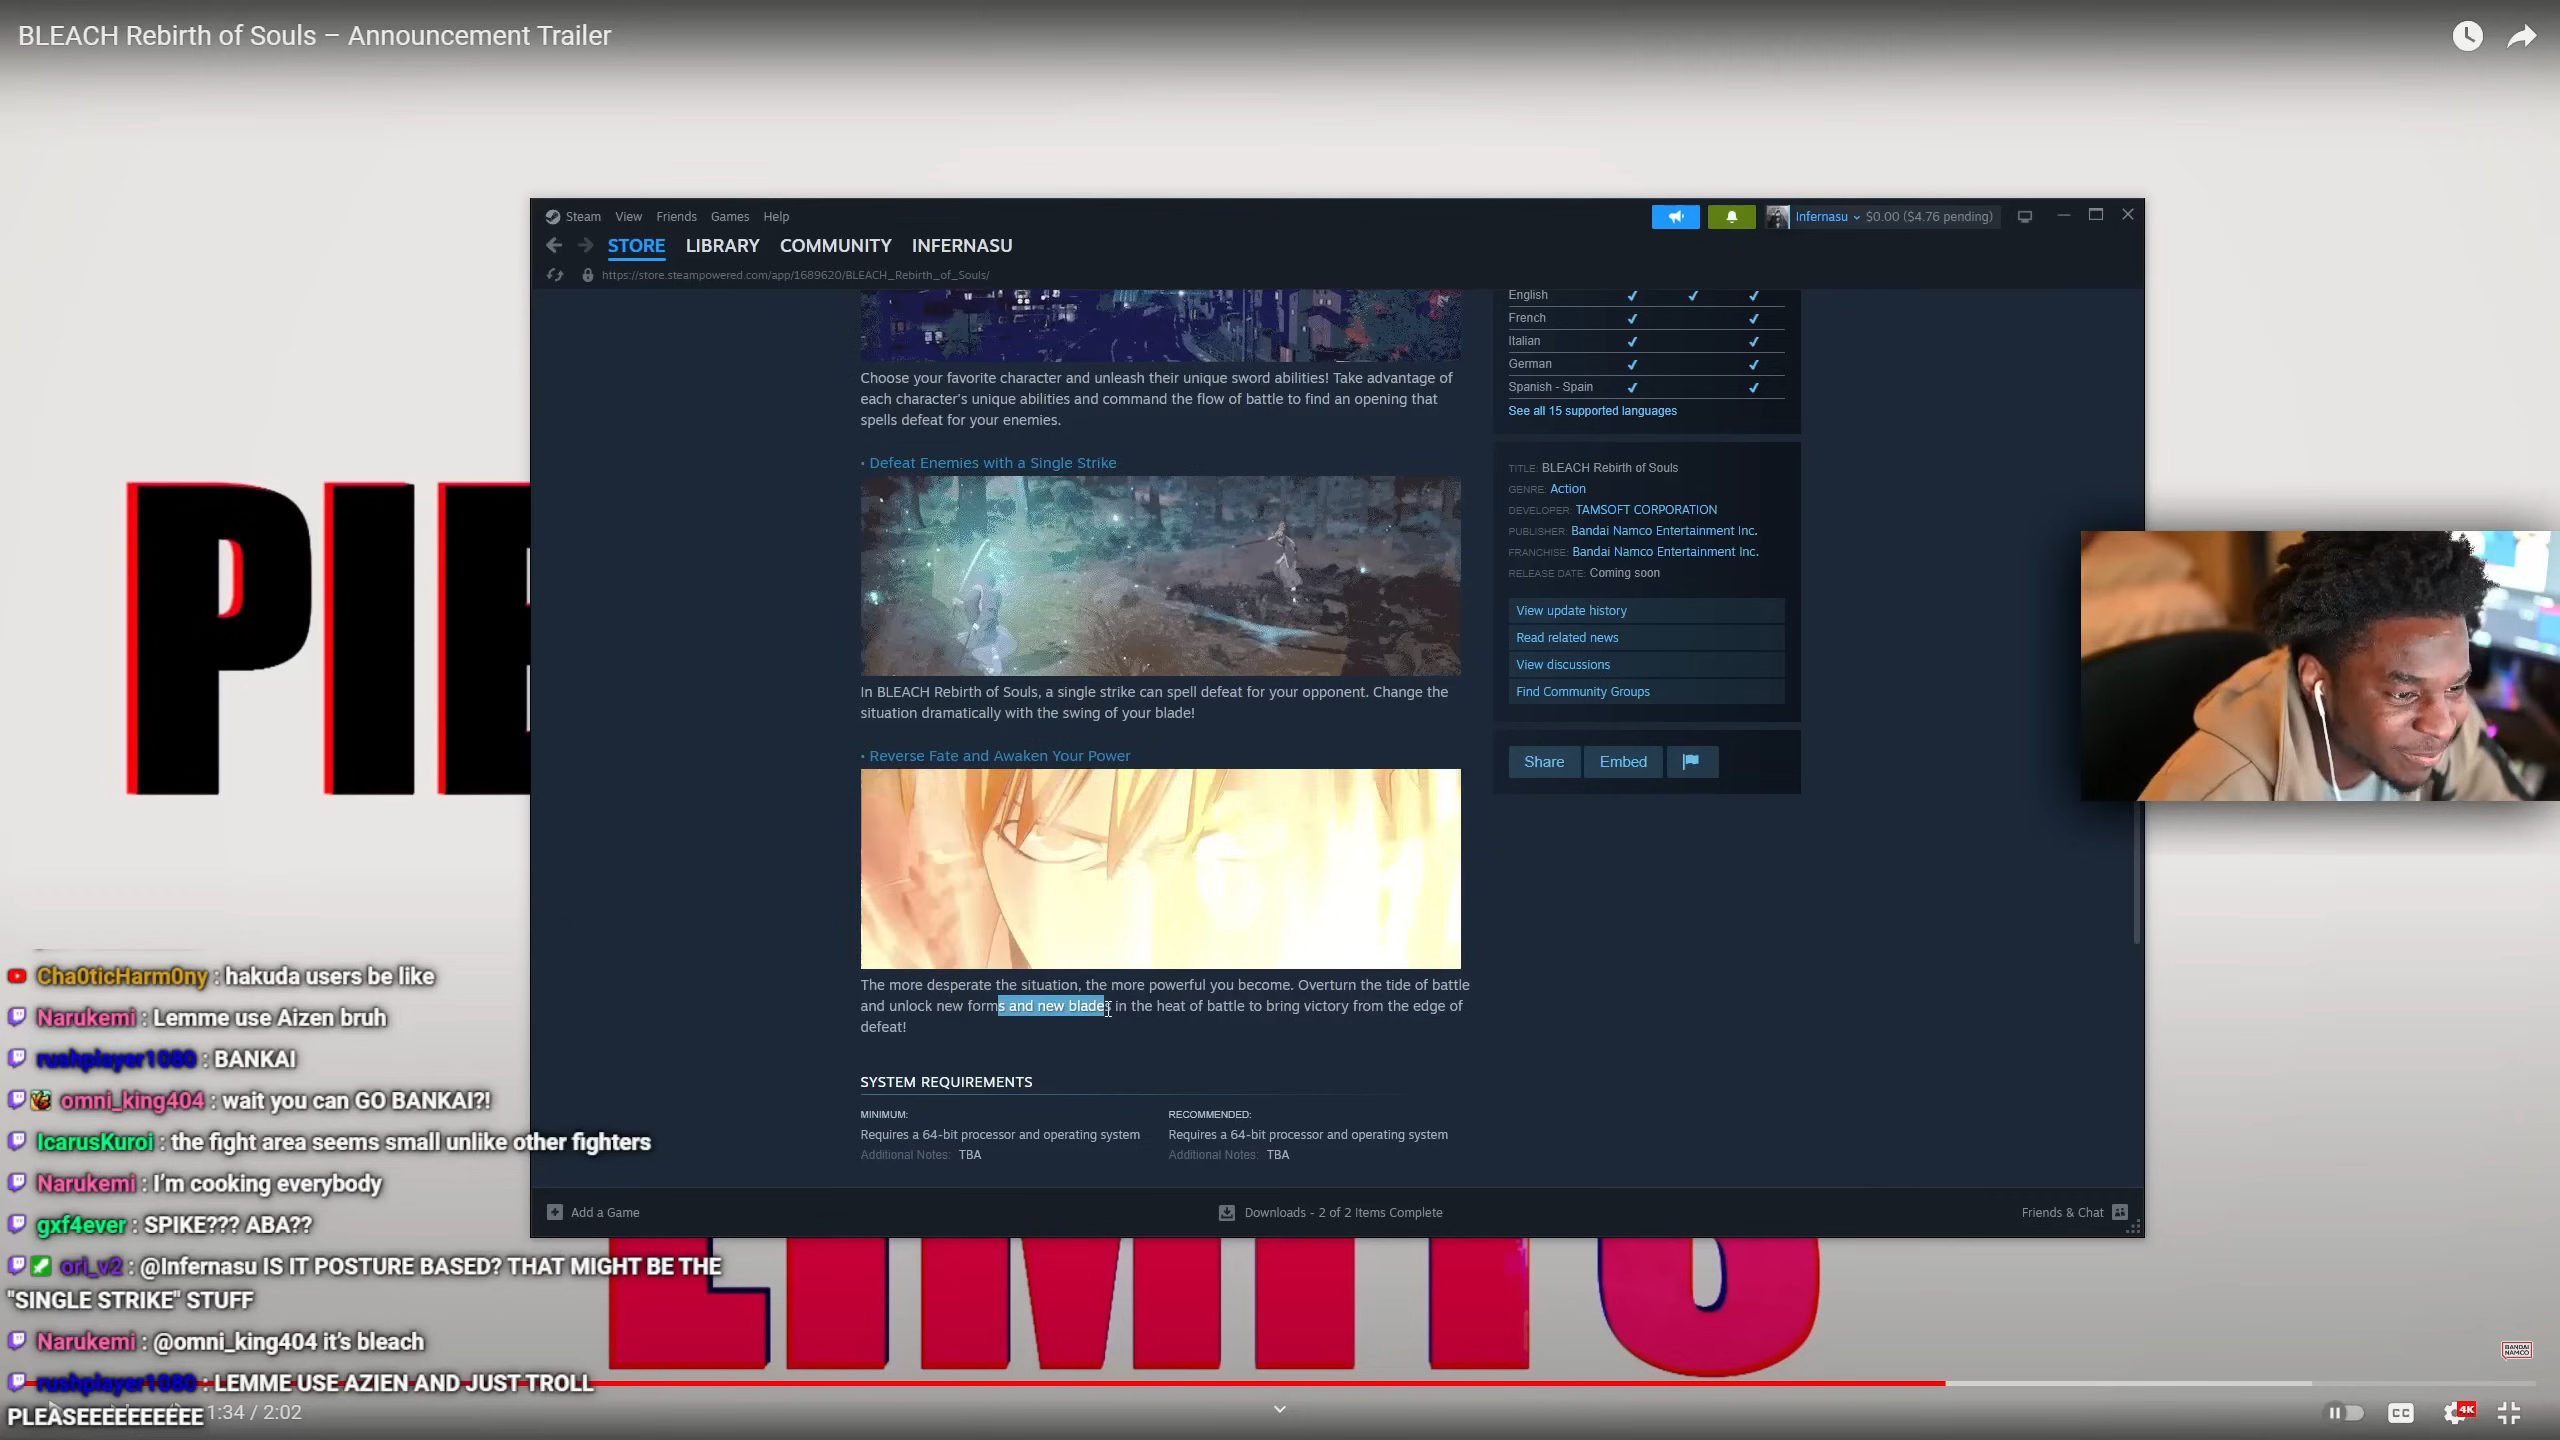 BLEACH Rebirth of Souls – Announcement Trailer
Steam View Friends Games Help
Infernasu $0.00 ($4.76 pending)
STORE LIBRARY COMMUNITY INFERNASU
https://store.steampowered.com/app/1689620/BLEACH_Rebirth_of_Souls/
Choose your favorite character and unleash their unique sword abilities! Take advantage of
each character's unique abilities and command the flow of battle to find an opening that
spells defeat for your enemies.
• Defeat Enemies with a Single Strike
In BLEACH Rebirth of Souls, a single strike can spell defeat for your opponent. Change the
situation dramatically with the swing of your blade!
• Reverse Fate and Awaken Your Power
The more desperate the situation, the more powerful you become. Overturn the tide of battle
and unlock new forms and new blades in the heat of battle to bring victory from the edge of
defeat!
SYSTEM REQUIREMENTS
MINIMUM:
Requires a 64-bit processor and operating system
Additional Notes: TBA
RECOMMENDED:
Requires a 64-bit processor and operating system
Additional Notes: TBA
English
French
Italian
German
Spanish - Spain
See all 15 supported languages
TITLE: BLEACH Rebirth of Souls
GENRE: Action
DEVELOPER: TAMSOFT CORPORATION
PUBLISHER: Bandai Namco Entertainment Inc.
FRANCHISE: Bandai Namco Entertainment Inc.
RELEASE DATE: Coming soon
View update history
Read related news
View discussions
Find Community Groups
Share Embed
Add a Game
Downloads - 2 of 2 Items Complete
Friends & Chat
PI
LIMITS
Cha0ticHarm0ny : hakuda users be like
Narukemi : Lemme use Aizen bruh
rushplayer1080 : BANKAI
omni_king404 : wait you can GO BANKAI?!
IcarusKuroi : the fight area seems small unlike other fighters
Narukemi : I'm cooking everybody
gxf4ever : SPIKE??? ABA??
ori_v2 : @Infernasu IS IT POSTURE BASED? THAT MIGHT BE THE
"SINGLE STRIKE" STUFF
Narukemi : @omni_king404 it's bleach
rushplayer1080 : LEMME USE AZIEN AND JUST TROLL
PLEASEEEEEEEEEE
1:34 / 2:02
BANDAI
NAMCO
CC
4K